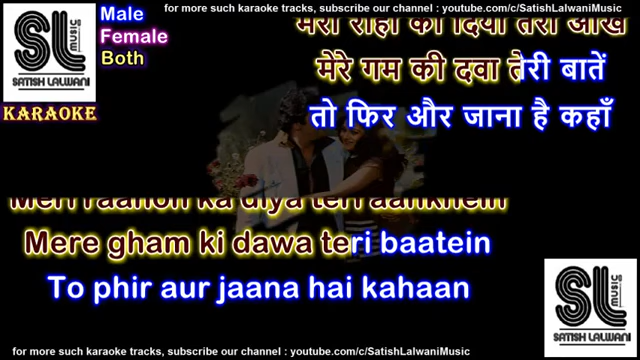 for more such karaoke tracks, subscribe our channel : youtube.com/c/SatishLalwaniMusic
Male
Female
Both
SL
MUSIC
SATISH LALWANI
KARAOKE
मेरी राहों का दिया तेरी आँखें
मेरे गम की दवा तेरी बातें
तो फिर और जाना है कहाँ
Meri raahon ka diya teri aankhein
Mere gham ki dawa teri baatein
To phir aur jaana hai kahaan
SL
MUSIC
SATISH LALWANI
for more such karaoke tracks, subscribe our channel : youtube.com/c/SatishLalwaniMusic